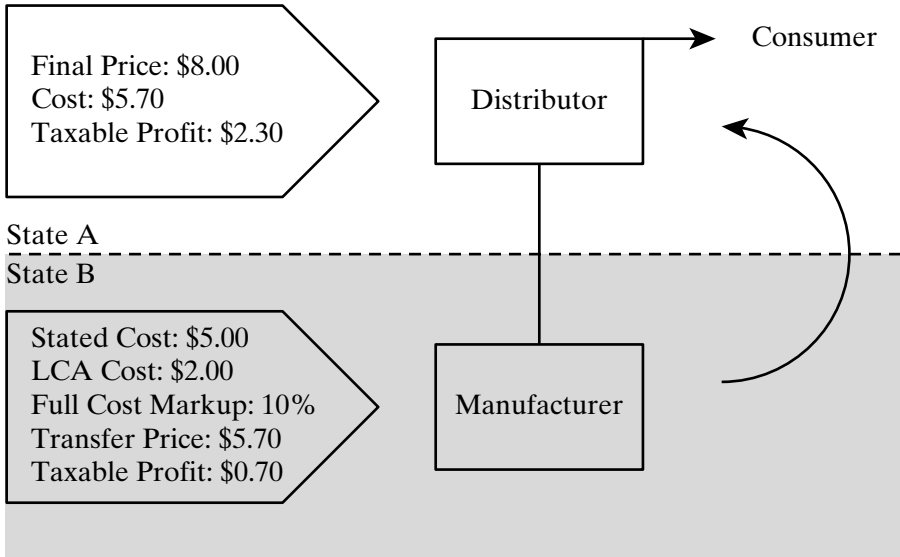 Final Price: $8.00
Cost: $5.70
Taxable Profit: $2.30
Distributor
Consumer
State A
State B
Stated Cost: $5.00
LCA Cost: $2.00
Full Cost Markup: 10%
Transfer Price: $5.70
Taxable Profit: $0.70
Manufacturer